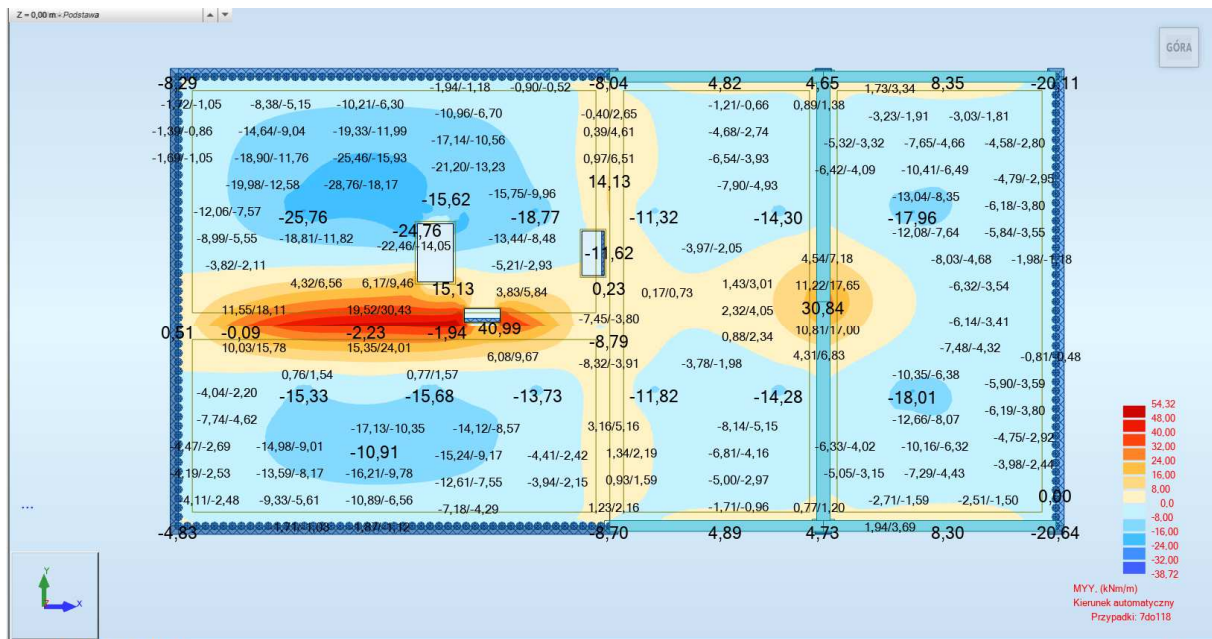 Z = 0,00 m - Podstawa
GÓRA
-8,29 -8,04 4,82 4,65 8,35 -20,11
-1,94/-1,18 -0,90/-0,52 1,73/3,34
-1,72/-1,05 -8,38/-5,15 -10,21/-6,30 -1,21/-0,66 0,89/1,38
-10,96/-6,70 -0,40/2,65 -3,23/-1,91 -3,03/-1,81
-1,39/-0,86 -14,64/-9,04 -19,33/-11,99 0,39/4,61 -4,68/-2,74
-17,14/-10,56 -5,32/-3,32 -7,65/-4,66 -4,58/-2,80
-1,69/-1,05 -18,90/-11,76 -25,46/-15,93 0,97/6,51 -6,54/-3,93
-21,20/-13,23 -6,42/-4,09 -10,41/-6,49
-19,98/-12,58 -28,76/-18,17 14,13 -7,90/-4,93 -4,79/-2,95
-15,62 -15,75/-9,96 -13,04/-8,35
-12,06/-7,57 -25,76 -18,77 -11,32 -14,30 -17,96 -6,18/-3,80
-24,76 -12,08/-7,64 -5,84/-3,55
-8,99/-5,55 -18,81/-11,82 -22,46/-14,05 -13,44/-8,48 -11,62 -3,97/-2,05
-3,82/-2,11 -5,21/-2,93 4,54/7,18 -8,03/-4,68 -1,98/-1,18
4,32/6,56 6,17/9,46 15,13 3,83/5,84 0,23 0,17/0,73 1,43/3,01 11,22/17,65 -6,32/-3,54
11,55/18,11 19,52/30,43 2,32/4,05 30,84
-7,45/-3,80 -6,14/-3,41
0,51 -0,09 -2,23 -1,94 40,99 -8,79 0,88/2,34 10,81/17,00
10,03/15,78 15,35/24,01 6,08/9,67 4,31/6,83 -7,48/-4,32 -0,81/-0,48
-8,32/-3,91 -3,78/-1,98
0,76/1,54 0,77/1,57 -10,35/-6,38 -5,90/-3,59
-4,04/-2,20 -15,33 -15,68 -13,73 -11,82 -14,28 -18,01
-7,74/-4,62 -12,66/-8,07 -6,19/-3,80
-17,13/-10,35 -14,12/-8,57 3,16/5,16 -8,14/-5,15 -4,75/-2,92
-4,47/-2,69 -14,98/-9,01 -10,91 -15,24/-9,17 -4,41/-2,42 1,34/2,19 -6,81/-4,16 -6,33/-4,02 -10,16/-6,32
-4,19/-2,53 -13,59/-8,17 -16,21/-9,78 -12,61/-7,55 -3,94/-2,15 0,93/1,59 -5,00/-2,97 -5,05/-3,15 -7,29/-4,43 -3,98/-2,44
-4,11/-2,48 -9,33/-5,61 -10,89/-6,56 -7,18/-4,29 1,23/2,16 -1,71/-0,96 0,77/1,20 -2,71/-1,59 -2,51/-1,50 0,00
-1,71/-1,03 -1,87/-1,12 1,94/3,69
-4,83 -8,70 4,89 4,73 8,30 -20,64
54,32
48,00
40,00
32,00
24,00
16,00
8,00
0,0
-8,00
-16,00
-24,00
-32,00
-38,72
MYY, (kNm/m)
Kierunek automatyczny
Przypadki: 7do118
Y
Z
X